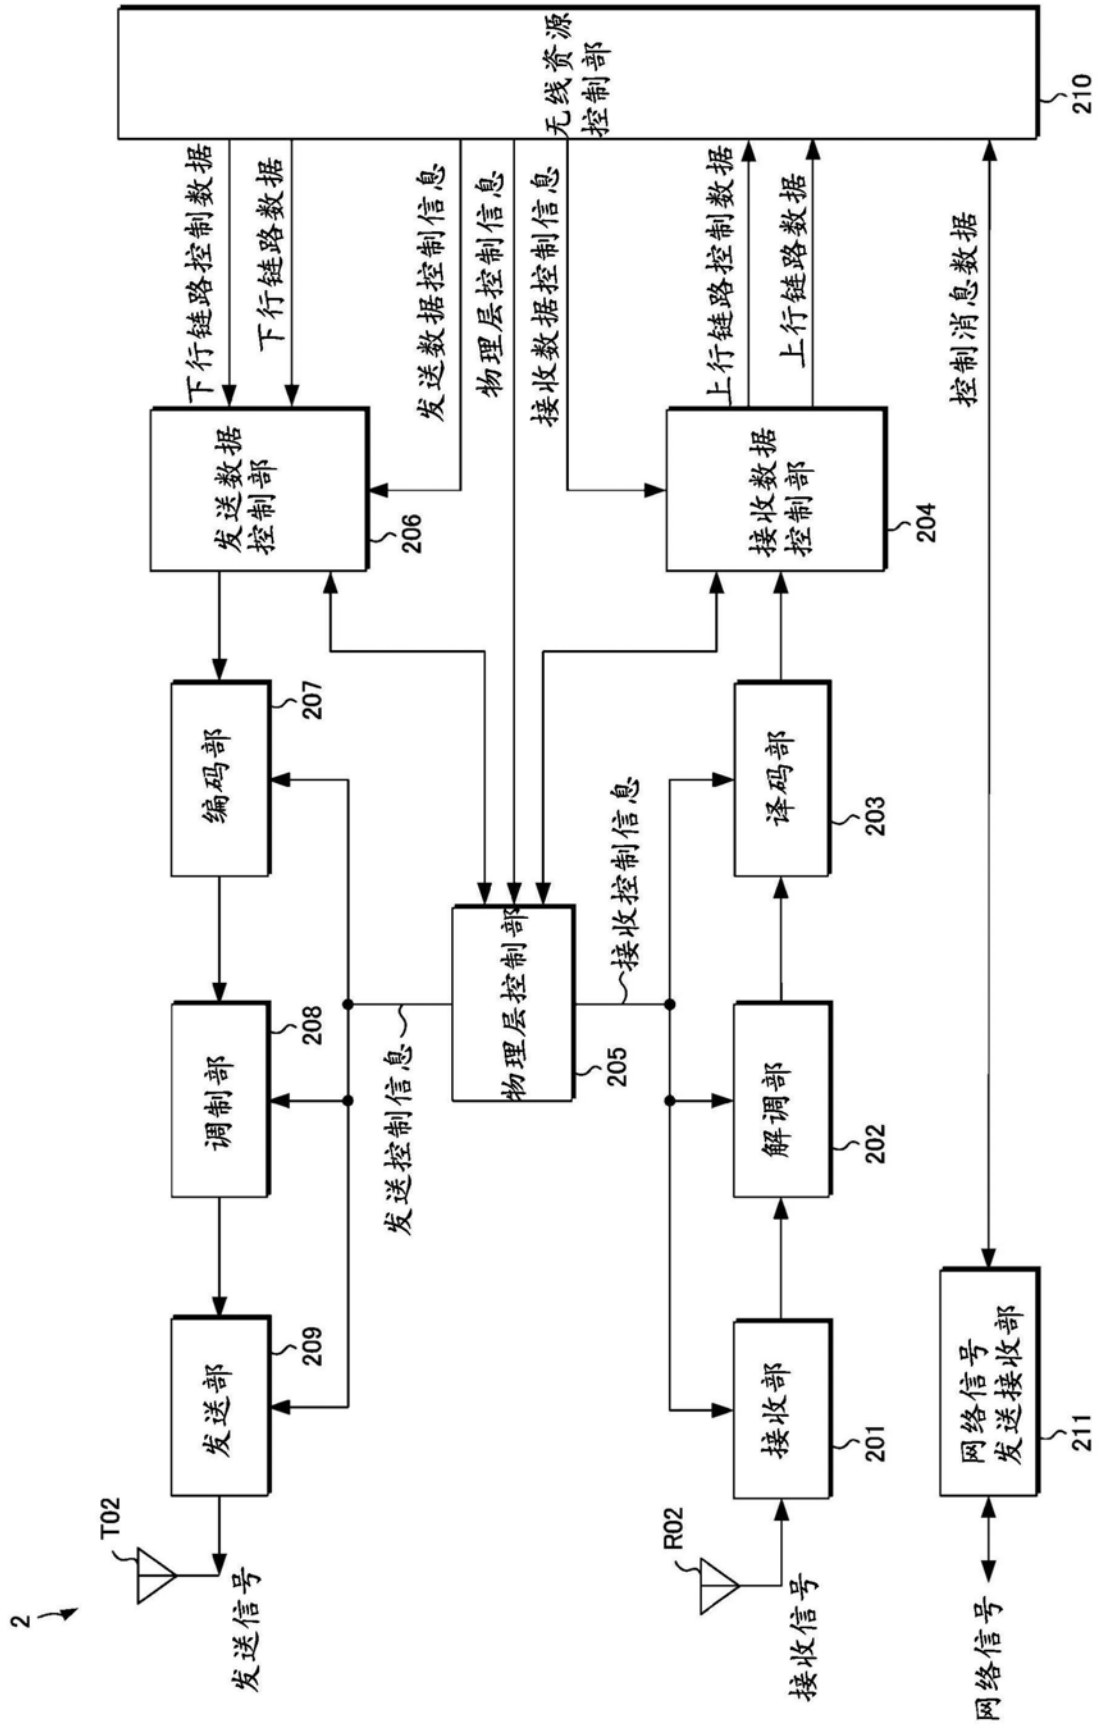 2
T02
发送信号
发送部
209
调制部
208
编码部
207
发送数据
控制部
206
下行链路控制数据
下行链路数据
发送数据控制信息
物理层控制信息
接收数据控制信息
无线资源
控制部
210
发送控制信息
物理层控制部
205
接收控制信息
R02
接收信号
接收部
201
解调部
202
译码部
203
接收数据
控制部
204
上行链路控制数据
上行链路数据
网络信号
网络信号
发送接收部
211
控制消息数据